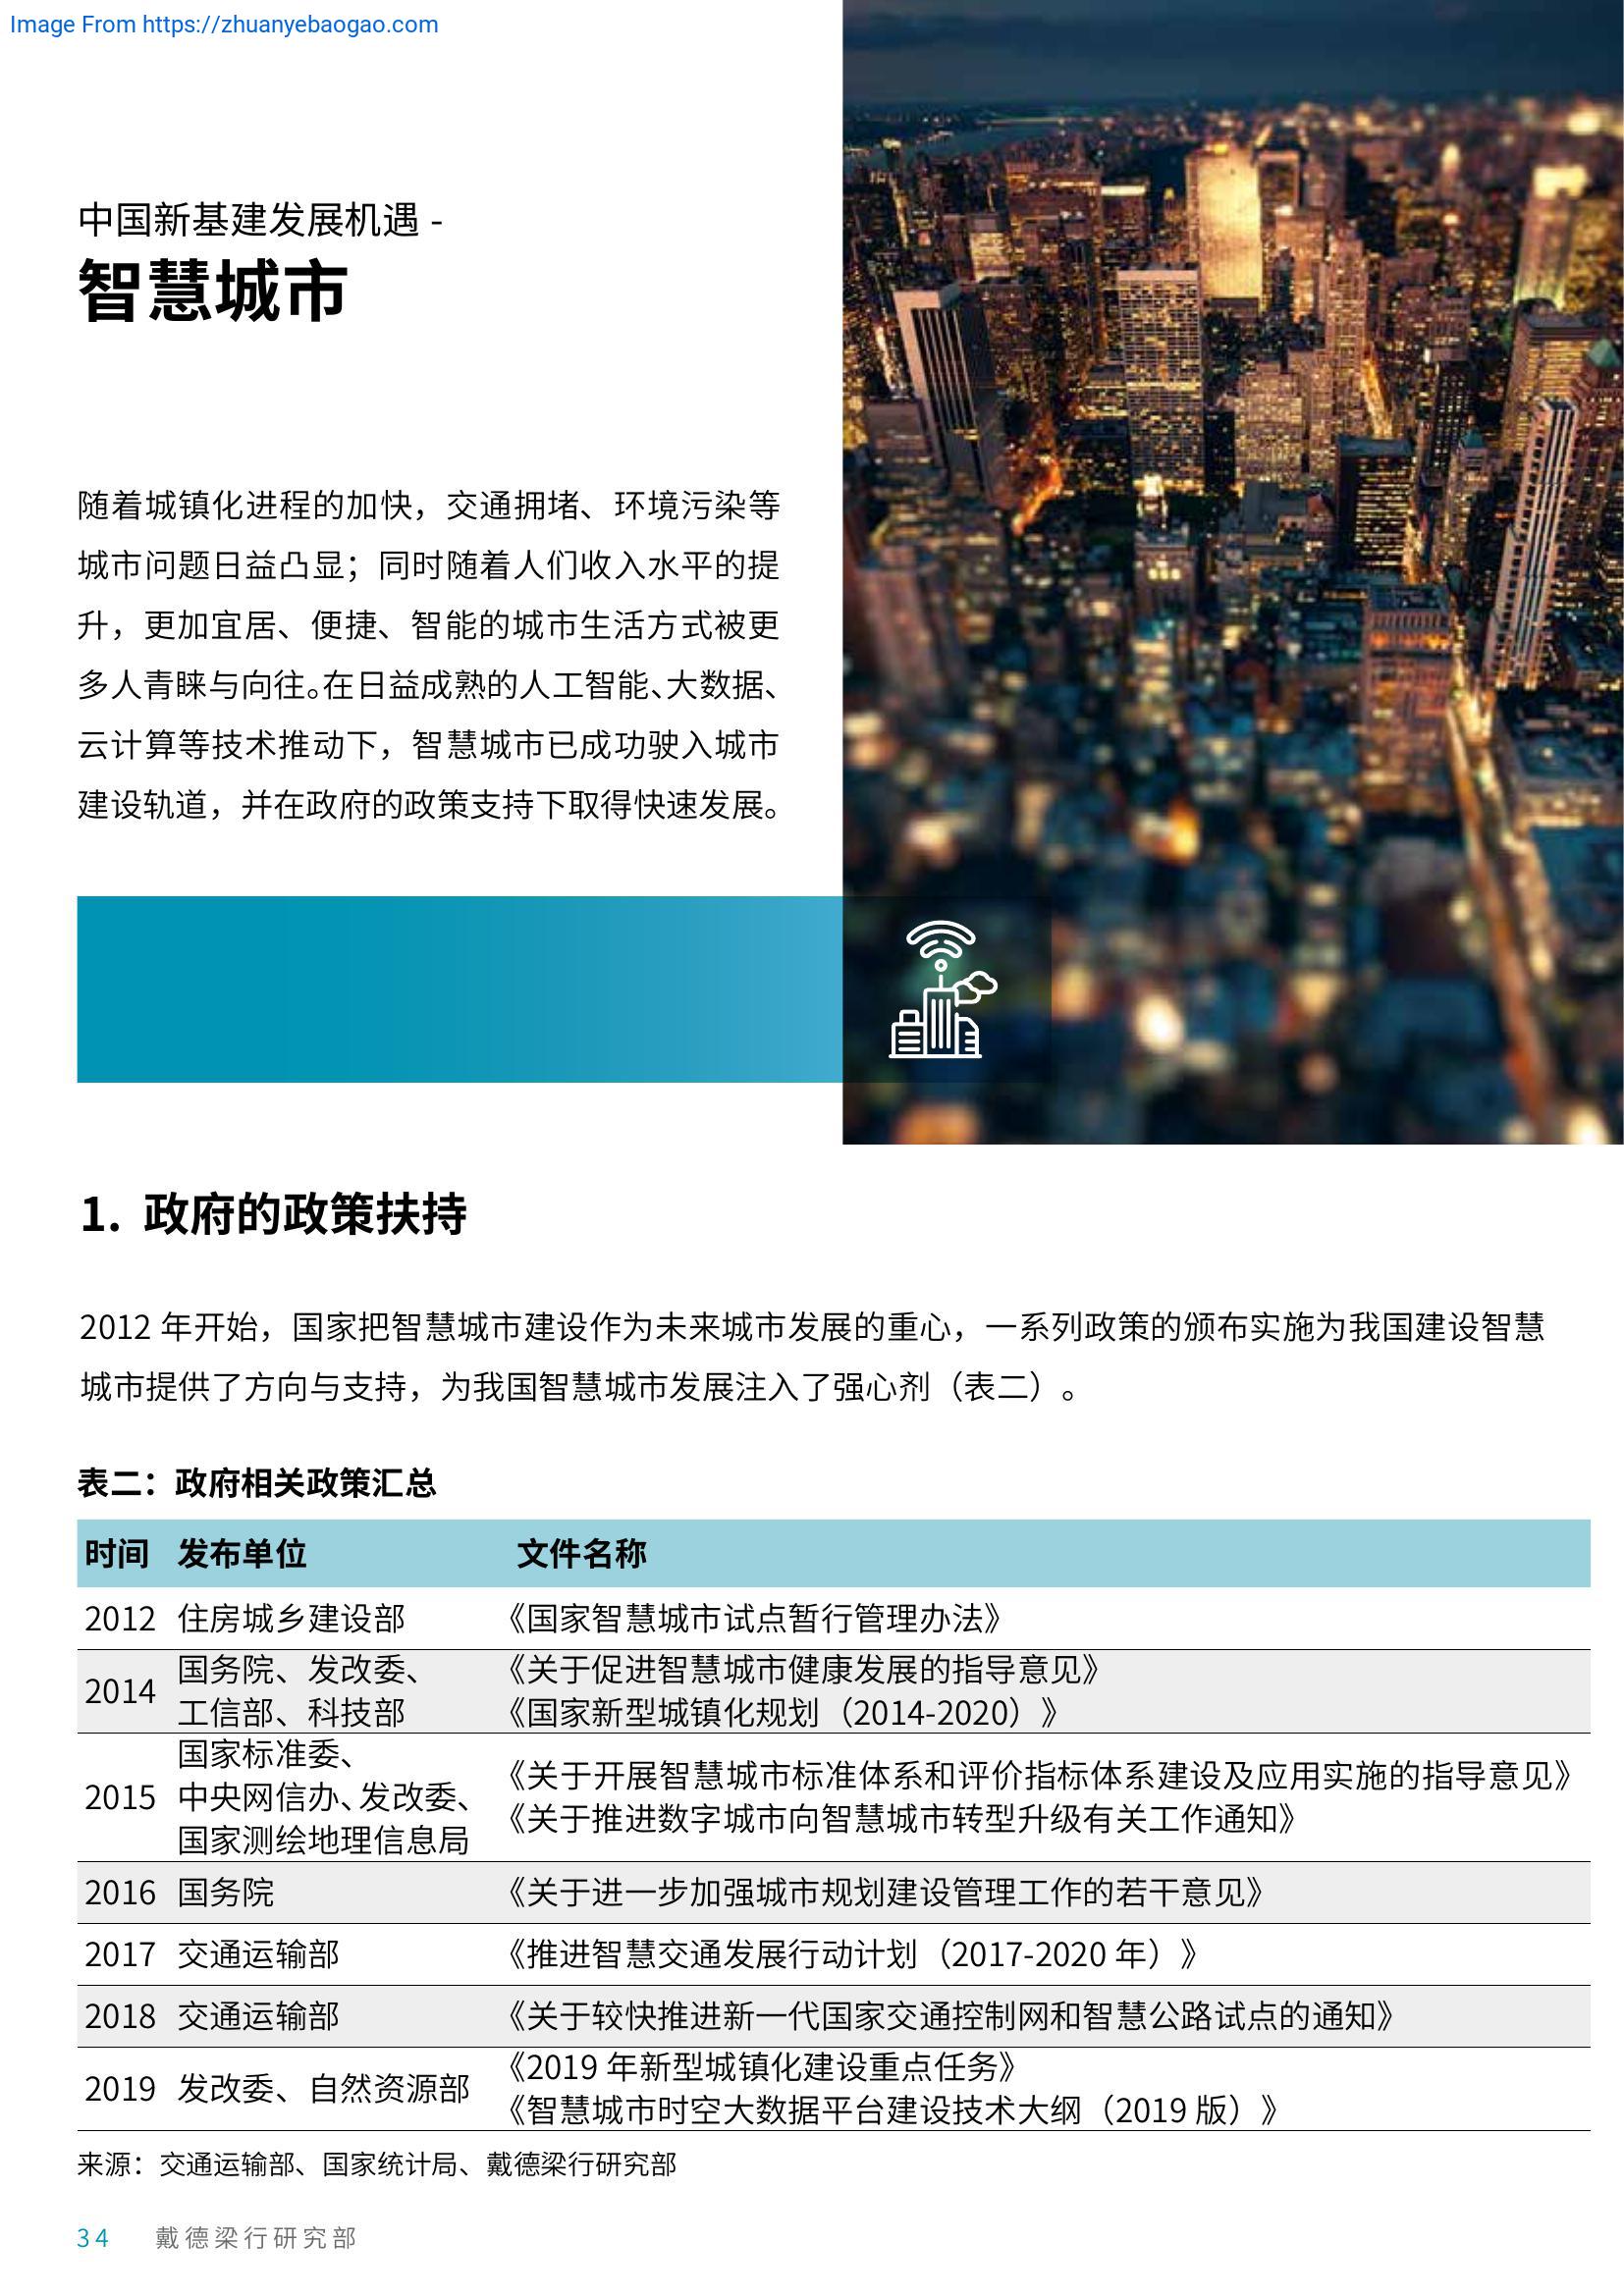 Image From https://zhuanyebaogao.com
中国新基建发展机遇 -
智慧城市
随着城镇化进程的加快，交通拥堵、环境污染等
城市问题日益凸显；同时随着人们收入水平的提
升，更加宜居、便捷、智能的城市生活方式被更
多人青睐与向往。在日益成熟的人工智能、大数据、
云计算等技术推动下，智慧城市已成功驶入城市
建设轨道，并在政府的政策支持下取得快速发展。
1. 政府的政策扶持
2012 年开始，国家把智慧城市建设作为未来城市发展的重心，一系列政策的颁布实施为我国建设智慧
城市提供了方向与支持，为我国智慧城市发展注入了强心剂（表二）。
表二：政府相关政策汇总
时间 发布单位 文件名称
2012 住房城乡建设部 《国家智慧城市试点暂行管理办法》
2014 国务院、发改委、 《关于促进智慧城市健康发展的指导意见》
工信部、科技部 《国家新型城镇化规划（2014-2020）》
国家标准委、
2015 中央网信办、发改委、 《关于开展智慧城市标准体系和评价指标体系建设及应用实施的指导意见》
国家测绘地理信息局 《关于推进数字城市向智慧城市转型升级有关工作通知》
2016 国务院 《关于进一步加强城市规划建设管理工作的若干意见》
2017 交通运输部 《推进智慧交通发展行动计划（2017-2020 年）》
2018 交通运输部 《关于较快推进新一代国家交通控制网和智慧公路试点的通知》
2019 发改委、自然资源部 《2019 年新型城镇化建设重点任务》
《智慧城市时空大数据平台建设技术大纲（2019 版）》
来源：交通运输部、国家统计局、戴德梁行研究部
34 戴德梁行研究部